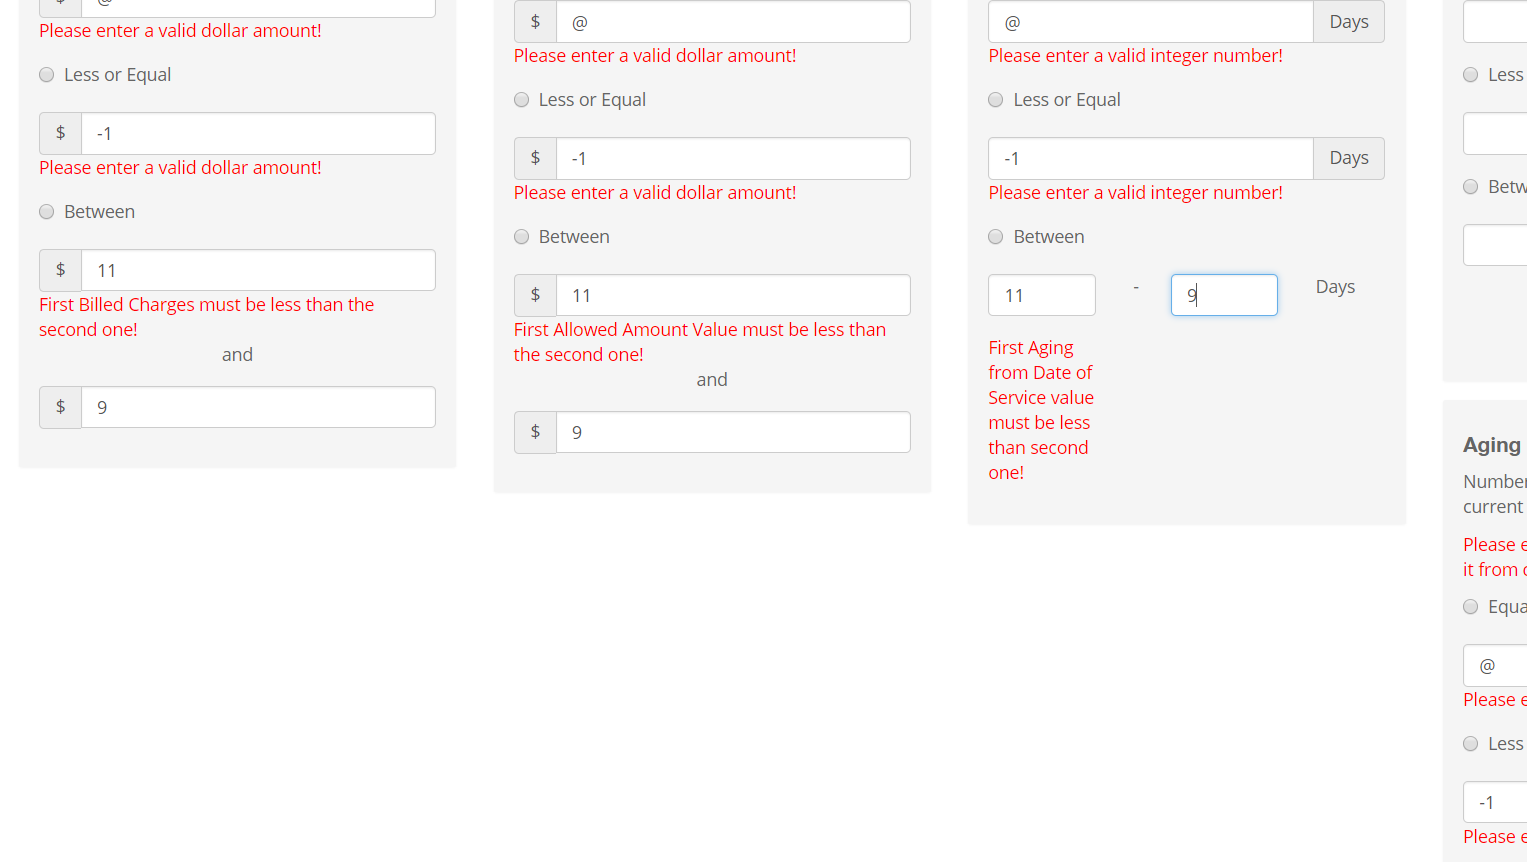 $ @
Please enter a valid dollar amount!
Less or Equal
$ -1
Please enter a valid dollar amount!
Between
$ 11
First Billed Charges must be less than the
second one!
and
$ 9
$ @
Please enter a valid dollar amount!
Less or Equal
$ -1
Please enter a valid dollar amount!
Between
$ 11
First Allowed Amount Value must be less than
the second one!
and
$ 9
@ Days
Please enter a valid integer number!
Less or Equal
-1 Days
Please enter a valid integer number!
Between
11 - 9 Days
First Aging
from Date of
Service value
must be less
than second
one!
Less
Betw
Aging
Number
current
Please e
it from
Equa
@
Please e
Less
-1
Please e